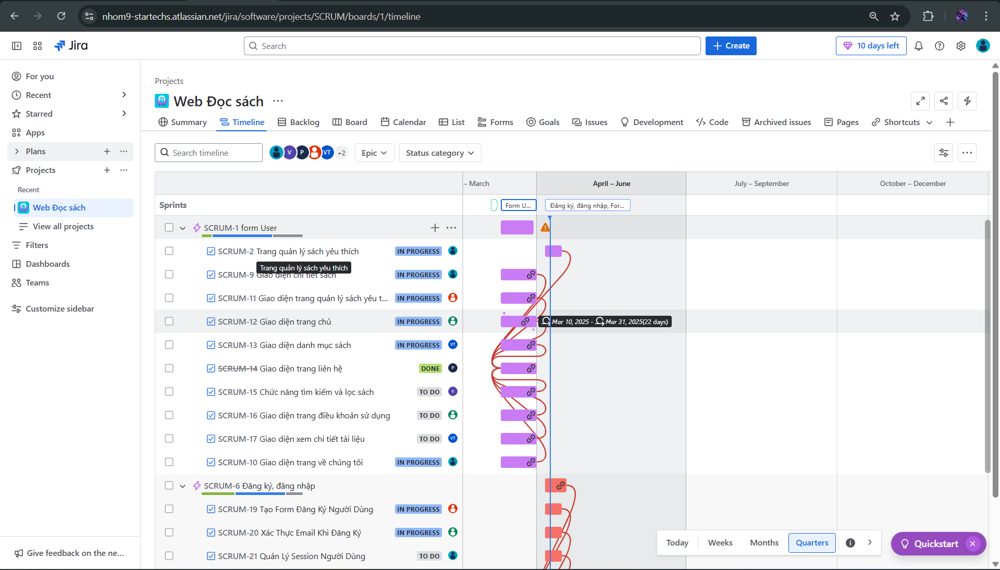 nhom9-startechs.atlassian.net/jira/software/projects/SCRUM/boards/1/timeline
Jira
Search
Create
10 days left
For you
Recent
Starred
Apps
Plans
Projects
Recent
Web Đọc sách
View all projects
Filters
Dashboards
Teams
Customize sidebar
Give feedback on the ne...
Projects
Web Đọc sách
Summary
Timeline
Backlog
Board
Calendar
List
Forms
Goals
Issues
Development
Code
Archived issues
Pages
Shortcuts
Search timeline
V P VT +2
Epic
Status category
– March
April – June
July – September
October – December
Sprints
Form U...
Đăng ký, đăng nhập, For...
SCRUM-1 form User
SCRUM-2 Trang quản lý sách yêu thích IN PROGRESS
Trang quản lý sách yêu thích
SCRUM-9 Giao diện chi tiết sách IN PROGRESS
SCRUM-11 Giao diện trang quản lý sách yêu t... IN PROGRESS
SCRUM-12 Giao diện trang chủ IN PROGRESS
Mar 10, 2025 - Mar 31, 2025(22 days)
SCRUM-13 Giao diện danh mục sách IN PROGRESS VT
SCRUM-14 Giao diện trang liên hệ DONE P
SCRUM-15 Chức năng tìm kiếm và lọc sách TO DO V
SCRUM-16 Giao diện trang điều khoản sử dụng TO DO
SCRUM-17 Giao diện xem chi tiết tài liệu TO DO VT
SCRUM-10 Giao diện trang về chúng tôi IN PROGRESS
SCRUM-6 Đăng ký, đăng nhập
SCRUM-19 Tạo Form Đăng Ký Người Dùng IN PROGRESS
SCRUM-20 Xác Thực Email Khi Đăng Ký IN PROGRESS
SCRUM-21 Quản Lý Session Người Dùng TO DO
Today
Weeks
Months
Quarters
Quickstart